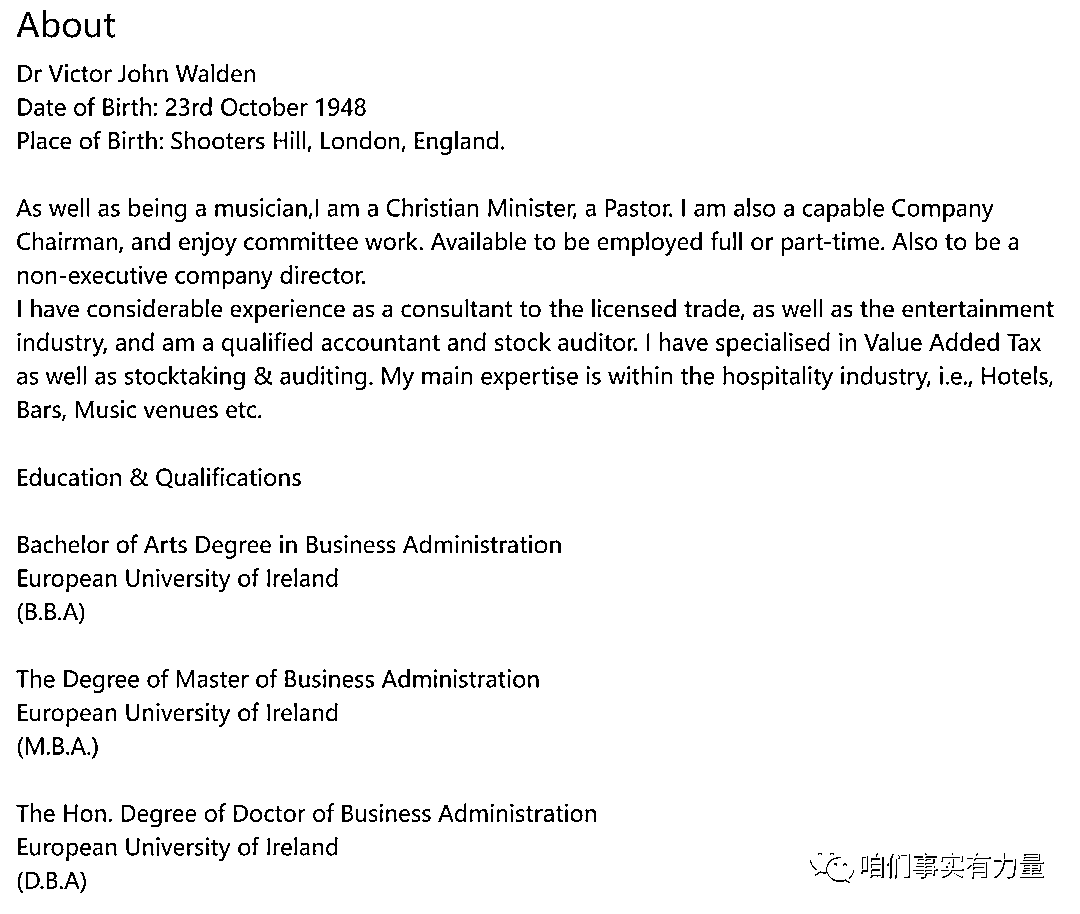 About
Dr Victor John Walden
Date of Birth: 23rd October 1948
Place of Birth: Shooters Hill, London, England.
As well as being a musician,I am a Christian Minister, a Pastor. I am also a capable Company
Chairman, and enjoy committee work. Available to be employed full or part-time. Also to be a
non-executive company director.
I have considerable experience as a consultant to the licensed trade, as well as the entertainment
industry, and am a qualified accountant and stock auditor. I have specialised in Value Added Tax
as well as stocktaking & auditing. My main expertise is within the hospitality industry, i.e., Hotels,
Bars, Music venues etc.
Education & Qualifications
Bachelor of Arts Degree in Business Administration
European University of Ireland
(B.B.A)
The Degree of Master of Business Administration
European University of Ireland
(M.B.A.)
The Hon. Degree of Doctor of Business Administration
European University of Ireland
(D.B.A)
咱们事实有力量